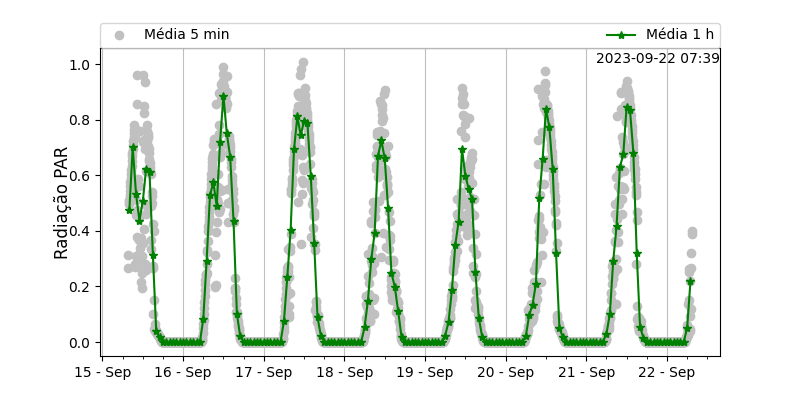 Média 5 min
Média 1 h
2023-09-22 07:39
Radiação PAR
1.0
0.8
0.6
0.4
0.2
0.0
15 - Sep
16 - Sep
17 - Sep
18 - Sep
19 - Sep
20 - Sep
21 - Sep
22 - Sep